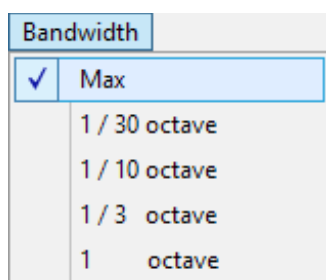 Bandwidth
Max
1 / 30 octave
1 / 10 octave
1 / 3 octave
1 octave